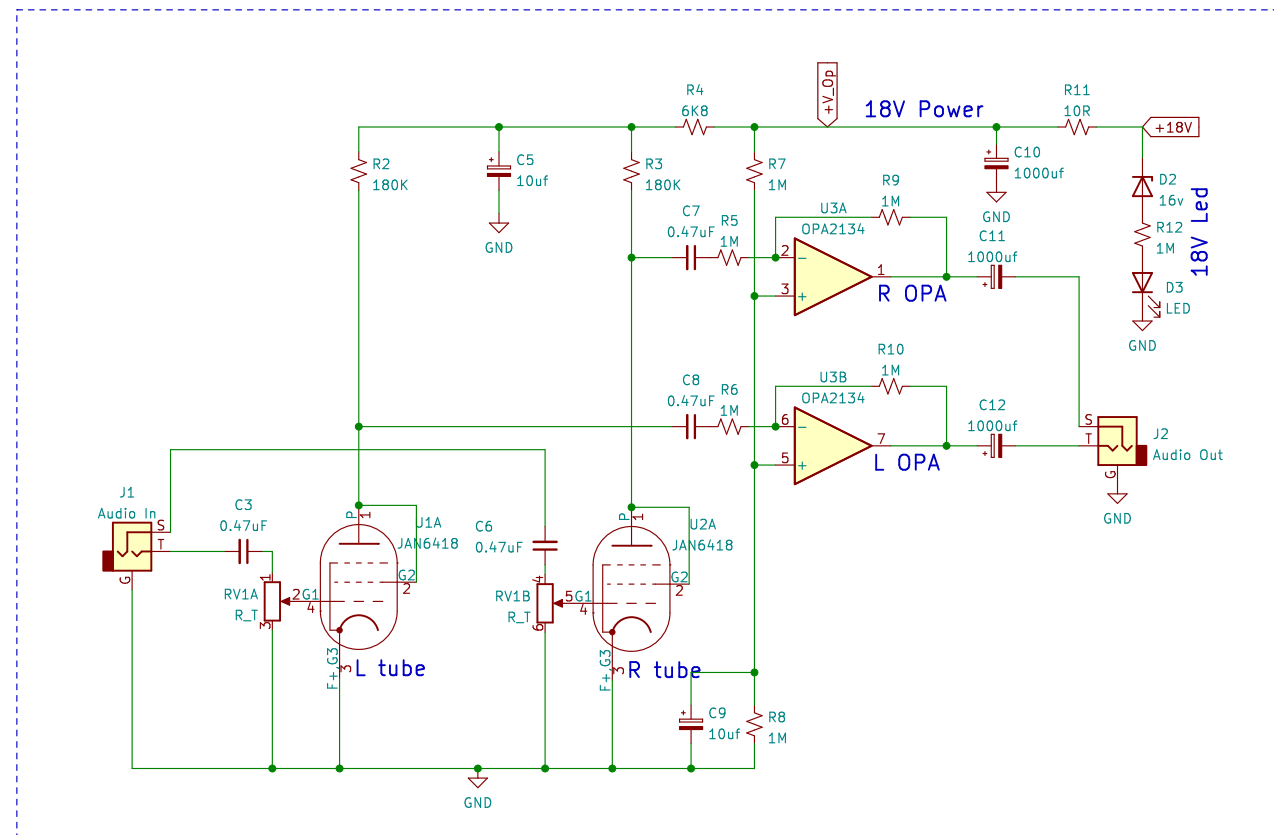 +V_Op
18V Power
R4
6K8
R11
10R
+18V
R2
180K
C5
10uf
GND
R3
180K
R7
1M
C10
1000uf
GND
D2
16v
R12
1M
D3
LED
GND
18V Led
C7
0.47uF
R5
1M
U3A
OPA2134
R9
1M
2
−
3
+
1
R OPA
C11
1000uf
C8
0.47uF
R6
1M
U3B
OPA2134
R10
1M
6
−
5
+
7
L OPA
C12
1000uf
S
T
G
J2
Audio Out
GND
J1
Audio In
S
T
G
C3
0.47uF
RV1A
R_T
1
2
3
P
1
U1A
JAN6418
G2
2
G1
4
F+G3
3
L tube
C6
0.47uF
RV1B
R_T
4
5
6
P
1
U2A
JAN6418
G2
2
G1
4
F+G3
3
R tube
C9
10uf
R8
1M
GND